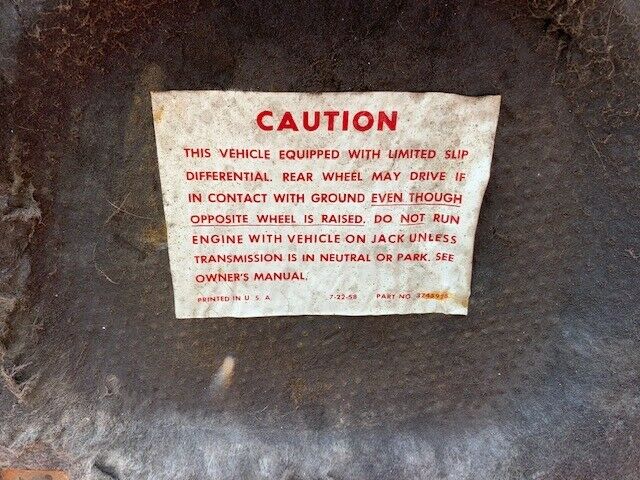 CAUTION
THIS VEHICLE EQUIPPED WITH LIMITED SLIP
DIFFERENTIAL. REAR WHEEL MAY DRIVE IF
IN CONTACT WITH GROUND EVEN THOUGH
OPPOSITE WHEEL IS RAISED. DO NOT RUN
ENGINE WITH VEHICLE ON JACK UNLESS
TRANSMISSION IS IN NEUTRAL OR PARK. SEE
OWNER'S MANUAL.
PRINTED IN U. S. A 7-22-58 PART NO.